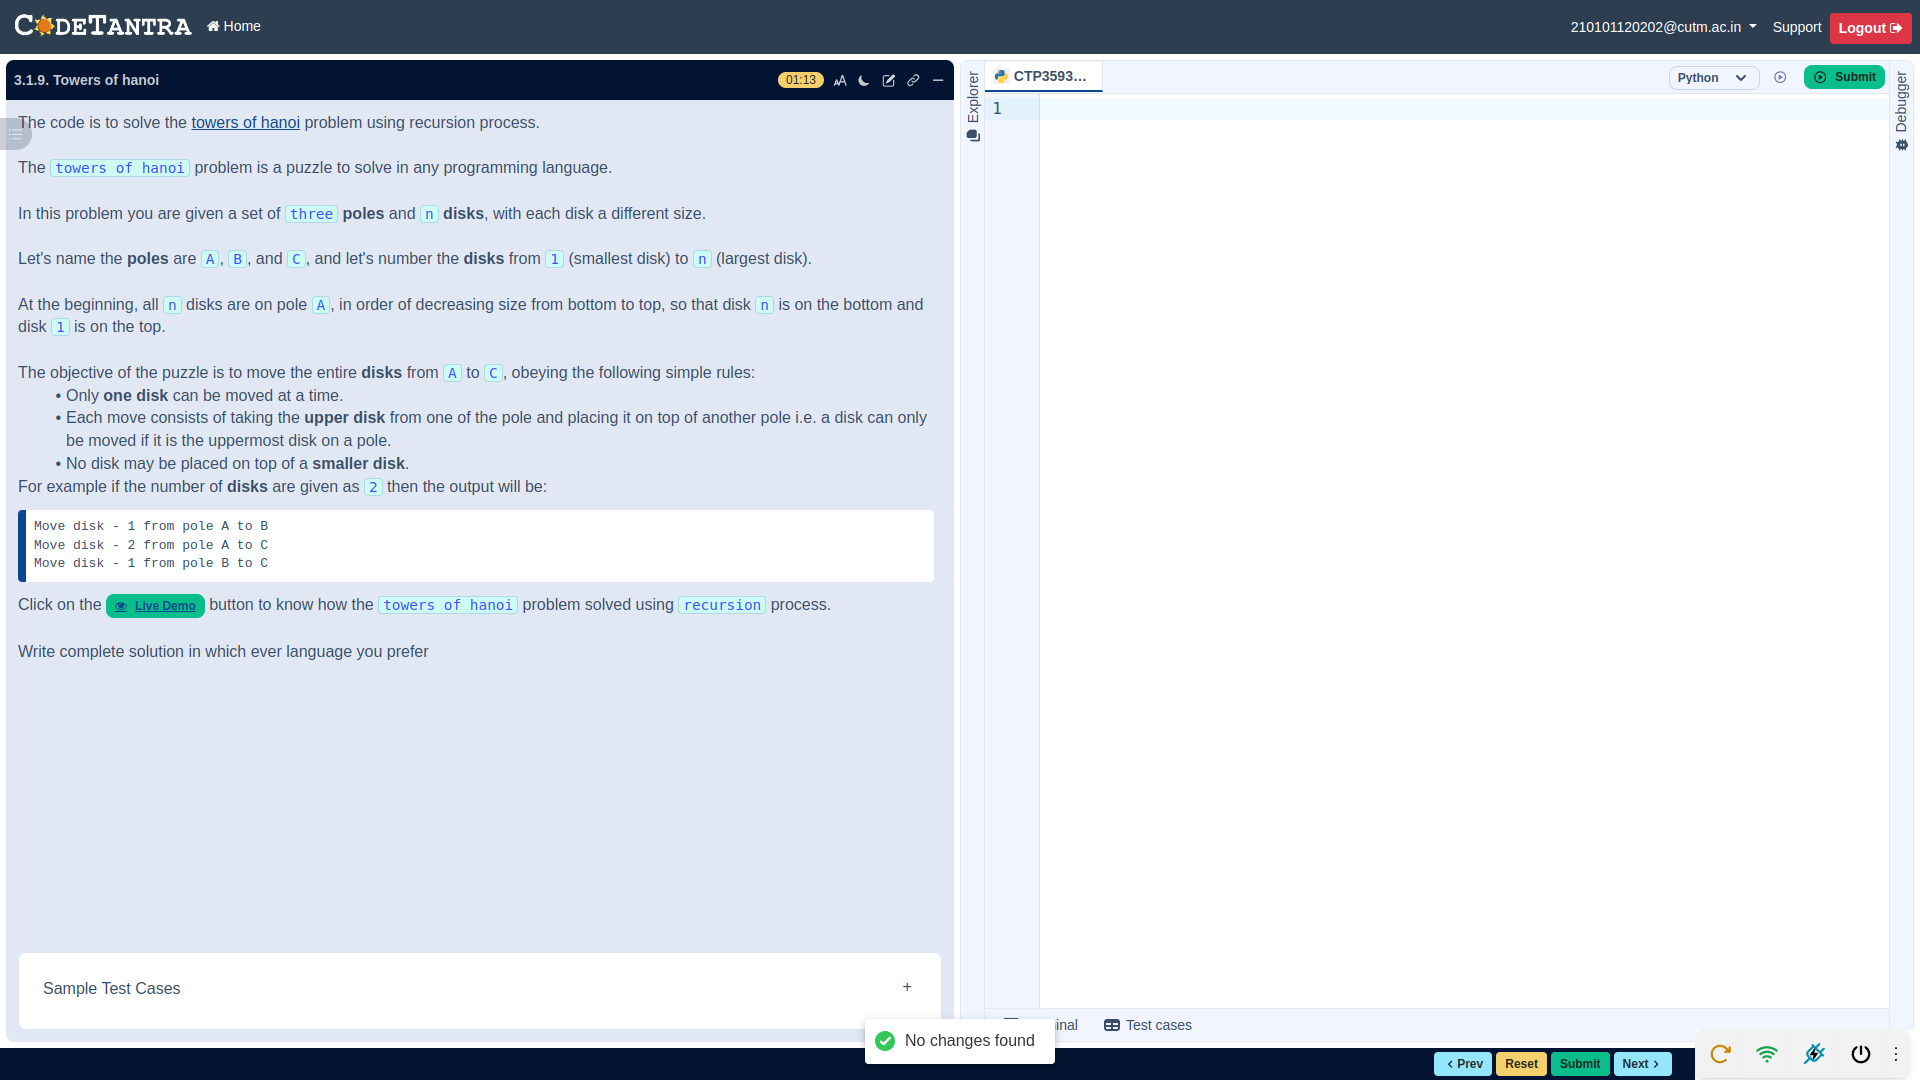 CODETANTRA
Home
210101120202@cutm.ac.in
Support
Logout
3.1.9. Towers of hanoi
01:13
The code is to solve the towers of hanoi problem using recursion process.
The towers of hanoi problem is a puzzle to solve in any programming language.
In this problem you are given a set of three poles and n disks, with each disk a different size.
Let's name the poles are A, B, and C, and let's number the disks from 1 (smallest disk) to n (largest disk).
At the beginning, all n disks are on pole A, in order of decreasing size from bottom to top, so that disk n is on the bottom and
disk 1 is on the top.
The objective of the puzzle is to move the entire disks from A to C, obeying the following simple rules:
• Only one disk can be moved at a time.
• Each move consists of taking the upper disk from one of the pole and placing it on top of another pole i.e. a disk can only
be moved if it is the uppermost disk on a pole.
• No disk may be placed on top of a smaller disk.
For example if the number of disks are given as 2 then the output will be:
Move disk - 1 from pole A to B
Move disk - 2 from pole A to C
Move disk - 1 from pole B to C
Click on the Live Demo button to know how the towers of hanoi problem solved using recursion process.
Write complete solution in which ever language you prefer
Sample Test Cases
+
Explorer
CTP3593...
Python
Submit
Debugger
1
inal
Test cases
No changes found
Prev
Reset
Submit
Next